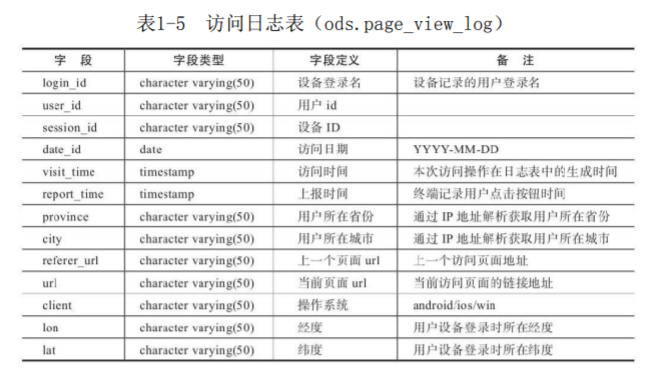 表1-5 访问日志表（ods.page_view_log）
字 段 字段类型 字段定义 备 注
login_id character varying(50) 设备登录名 设备记录的用户登录名
user_id character varying(50) 用户 id
session_id character varying(50) 设备 ID
date_id date 访问日期 YYYY-MM-DD
visit_time timestamp 访问时间 本次访问操作在日志表中的生成时间
report_time timestamp 上报时间 终端记录用户点击按钮时间
province character varying(50) 用户所在省份 通过 IP 地址解析获取用户所在省份
city character varying(50) 用户所在城市 通过 IP 地址解析获取用户所在城市
referer_url character varying(50) 上一个页面 url 上一个访问页面地址
url character varying(50) 当前页面 url 当前访问页面的链接地址
client character varying(50) 操作系统 android/ios/win
lon character varying(50) 经度 用户设备登录时所在经度
lat character varying(50) 纬度 用户设备登录时所在纬度